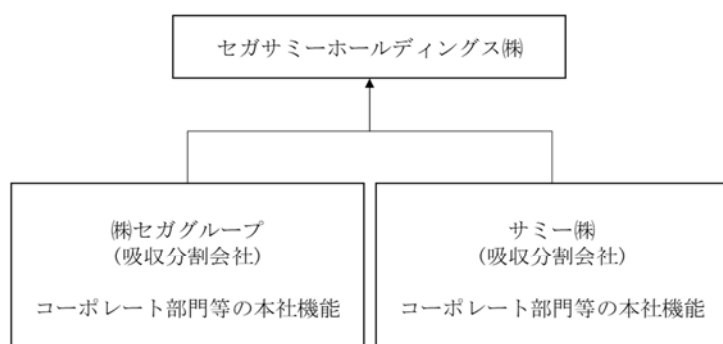 セガサミーホールディングス㈱
㈱セガグループ
(吸収分割会社)
コーポレート部門等の本社機能
サミー㈱
(吸収分割会社)
コーポレート部門等の本社機能